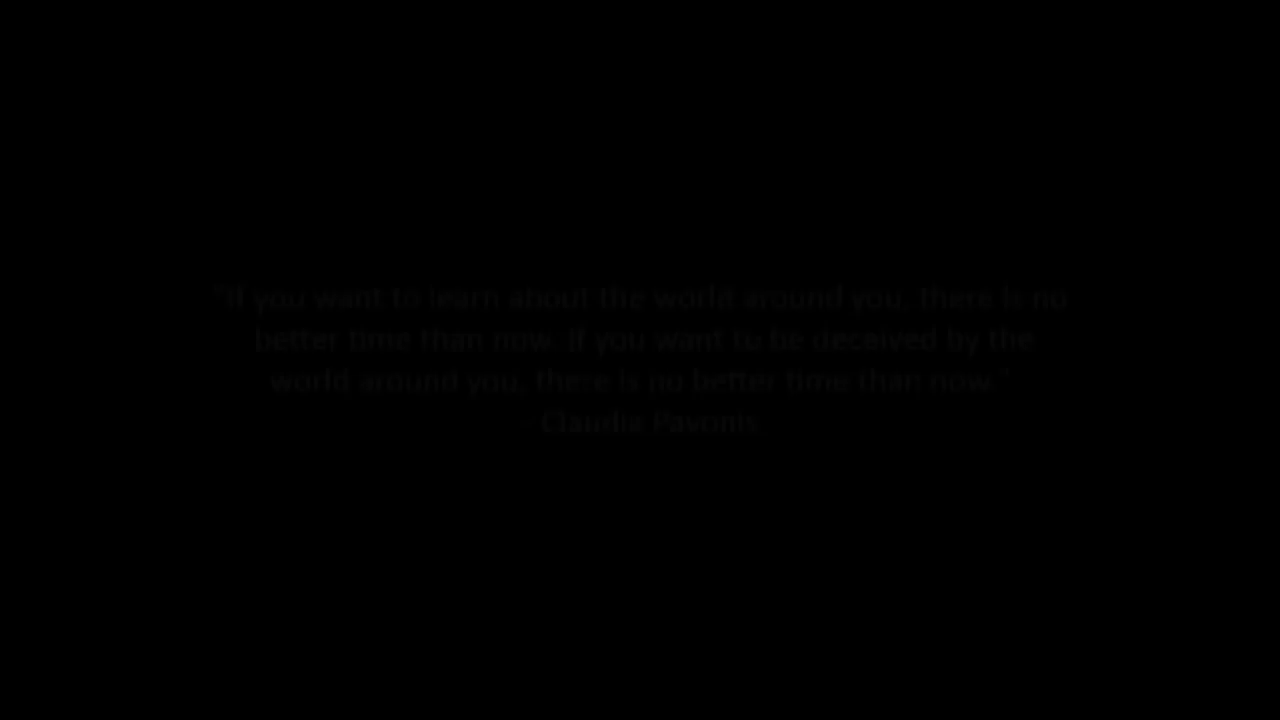 "If you want to learn about the world around you, there is no
better time than now. If you want to be deceived by the
world around you, there is no better time than now."
- Claudia Pavonis